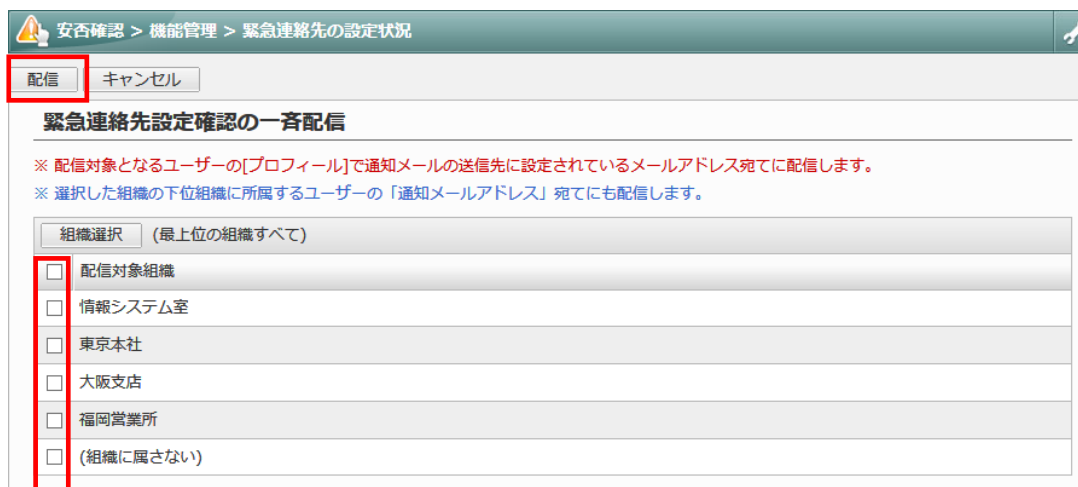 安否確認 > 機能管理 > 緊急連絡先の設定状況
配信 キャンセル
緊急連絡先設定確認の一斉配信
※ 配信対象となるユーザーの[プロフィール]で通知メールの送信先に設定されているメールアドレス宛てに配信します。
※ 選択した組織の下位組織に所属するユーザーの「通知メールアドレス」宛てにも配信します。
組織選択 (最上位の組織すべて)
配信対象組織
情報システム室
東京本社
大阪支店
福岡営業所
(組織に属さない)